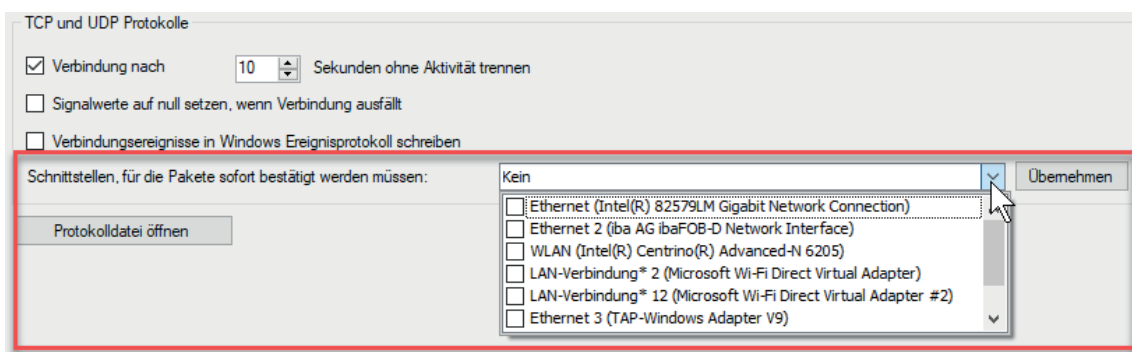 TCP und UDP Protokolle
Verbindung nach 10 Sekunden ohne Aktivität trennen
Signalwerte auf null setzen, wenn Verbindung ausfällt
Verbindungsereignisse in Windows Ereignisprotokoll schreiben
Schnittstellen, für die Pakete sofort bestätigt werden müssen: Kein Übernehmen
Ethernet (Intel(R) 82579LM Gigabit Network Connection)
Protokolldatei öffnen Ethernet 2 (iba AG ibaFOB-D Network Interface)
WLAN (Intel(R) Centrino(R) Advanced-N 6205)
LAN-Verbindung* 2 (Microsoft Wi-Fi Direct Virtual Adapter)
LAN-Verbindung* 12 (Microsoft Wi-Fi Direct Virtual Adapter #2)
Ethernet 3 (TAP-Windows Adapter V9)